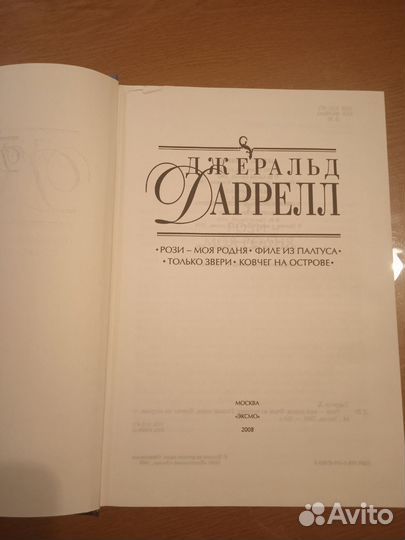 ДЖЕРАЛЬД
ДАРРЕЛЛ
• РОЗИ – МОЯ РОДНЯ • ФИЛЕ ИЗ ПАЛТУСА •
• ТОЛЬКО ЗВЕРИ • КОВЧЕГ НА ОСТРОВЕ •
МОСКВА
«ЭКСМО»
2008
Avito